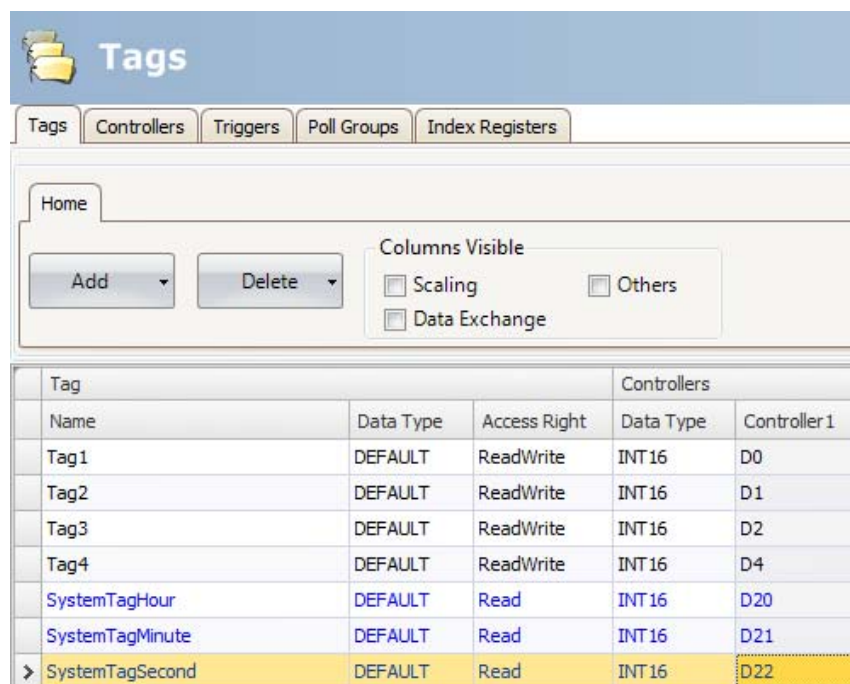 Tags
Tags Controllers Triggers Poll Groups Index Registers
Home
Columns Visible
Add Delete Scaling Others
Data Exchange
Tag Controllers
Name Data Type Access Right Data Type Controller1
Tag1 DEFAULT ReadWrite INT16 D0
Tag2 DEFAULT ReadWrite INT16 D1
Tag3 DEFAULT ReadWrite INT16 D2
Tag4 DEFAULT ReadWrite INT16 D4
SystemTagHour DEFAULT Read INT16 D20
SystemTagMinute DEFAULT Read INT16 D21
SystemTagSecond DEFAULT Read INT16 D22